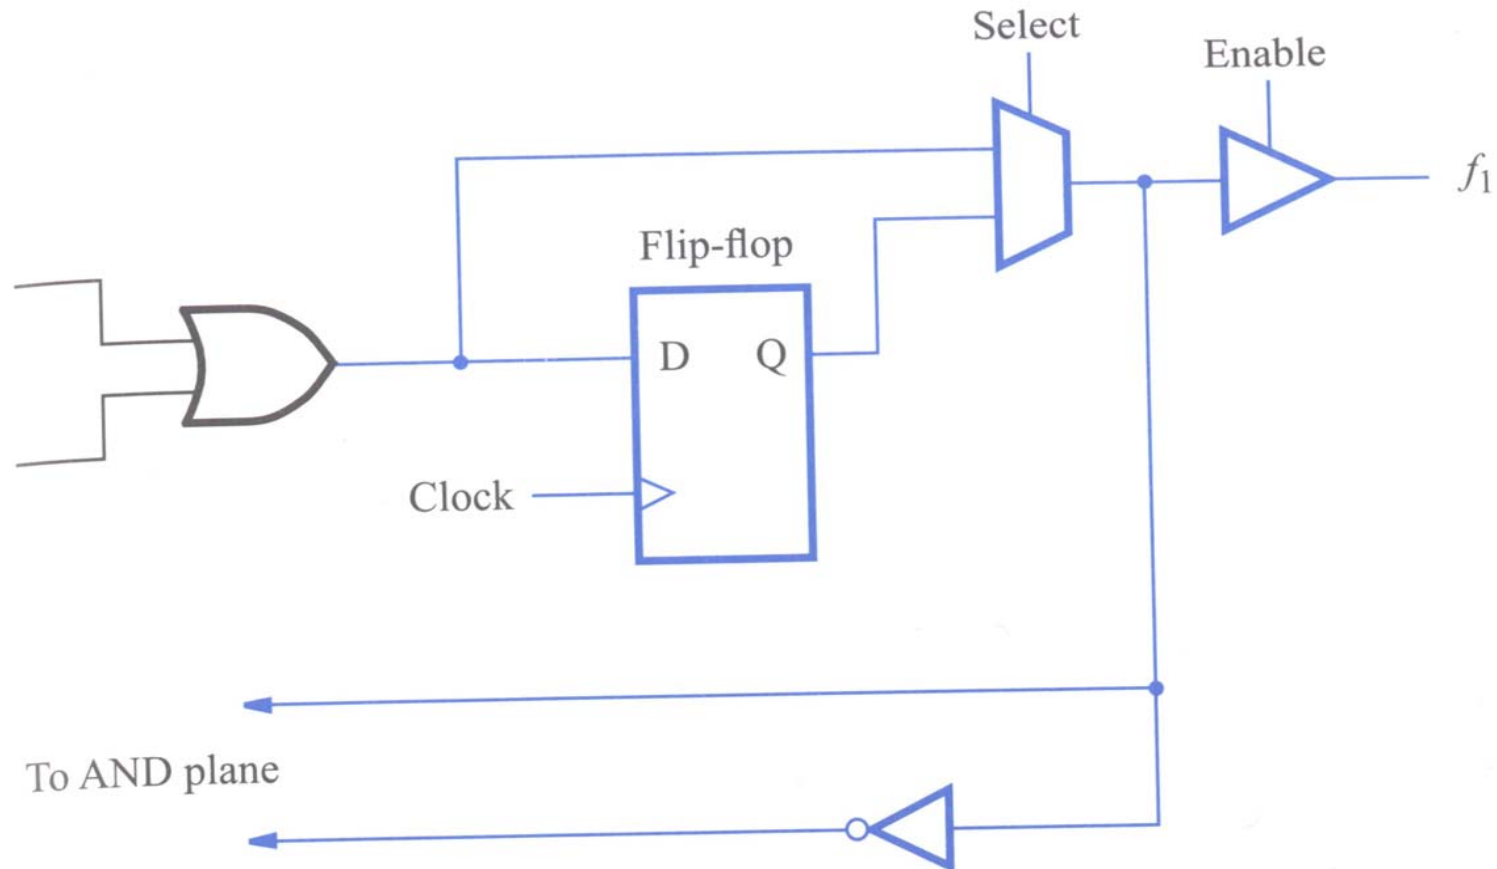 Select
Enable
f₁
Flip-flop
D Q
Clock
To AND plane